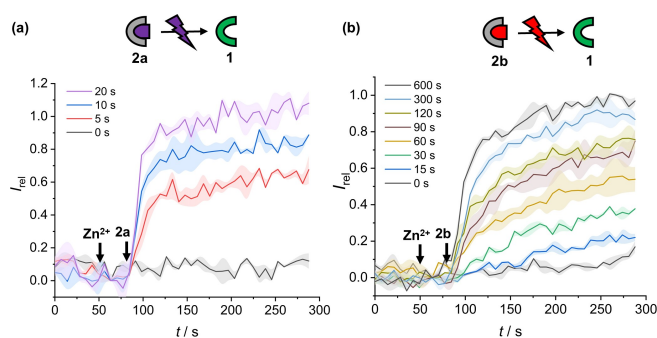 (a)
2a
1
20 s
10 s
5 s
0 s
Zn²⁺
2a
I_rel
1.2
1.0
0.8
0.6
0.4
0.2
0.0
0
50
100
150
200
250
300
t / s
(b)
2b
1
600 s
300 s
120 s
90 s
60 s
30 s
15 s
0 s
Zn²⁺
2b
I_rel
1.0
0.8
0.6
0.4
0.2
0.0
0
50
100
150
200
250
300
t / s